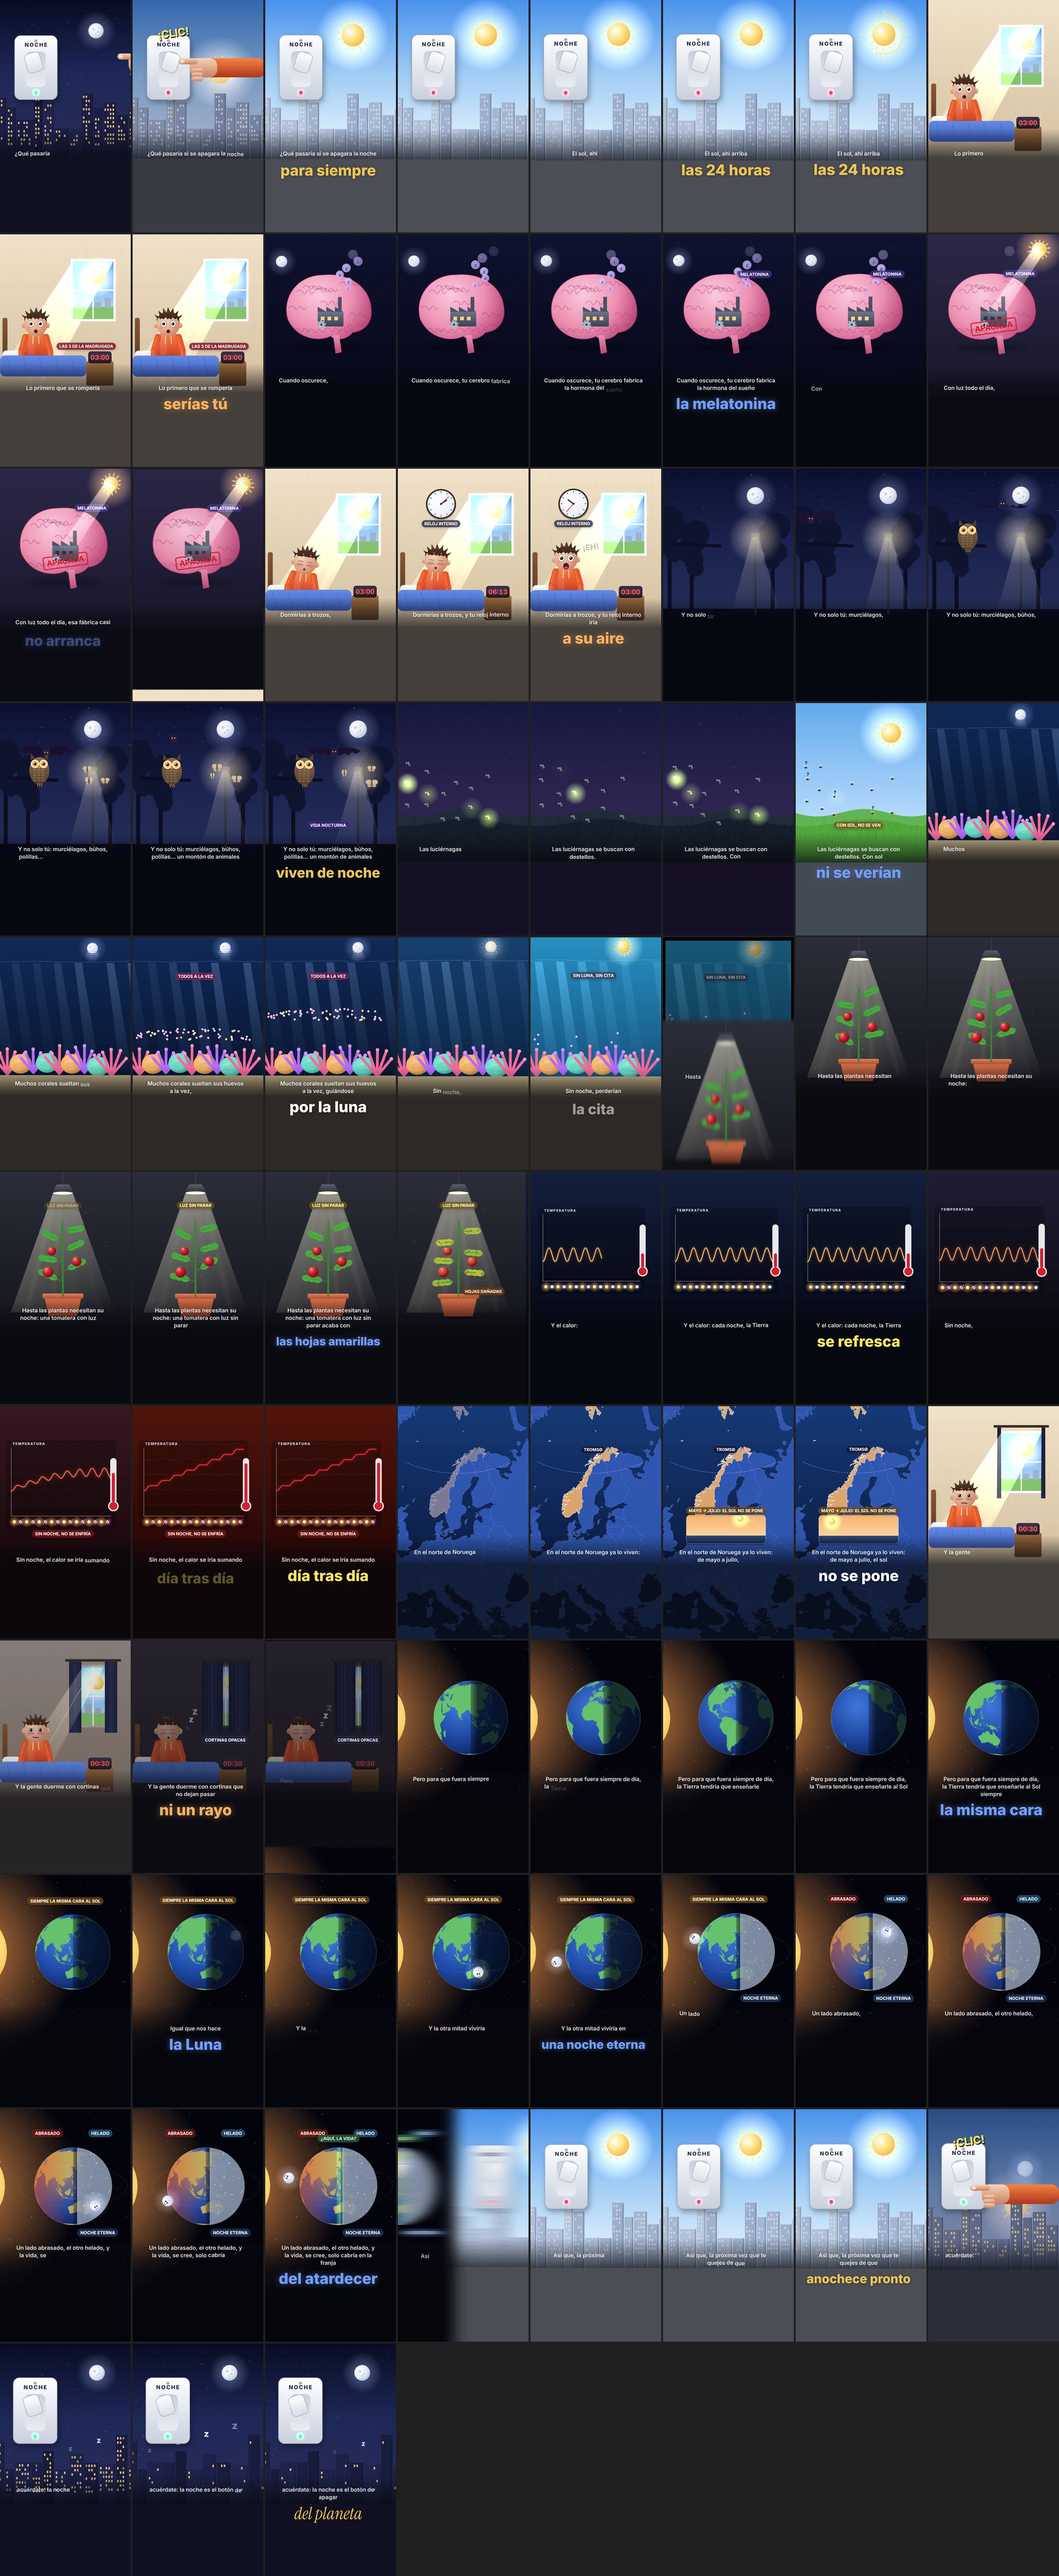 NOCHE
¿Qué pasaría
¡CLIC!
NOCHE
¿Qué pasaría si se apagara la noche
NOCHE
¿Qué pasaría si se apagara la noche
para siempre
NOCHE
NOCHE
El sol, ahí
NOCHE
El sol, ahí arriba
las 24 horas
NOCHE
El sol, ahí arriba
las 24 horas
03:00
Lo primero
LAS 3 DE LA MADRUGADA
03:00
Lo primero que se rompería
LAS 3 DE LA MADRUGADA
03:00
Lo primero que se rompería
serías tú
Cuando oscurece,
Cuando oscurece, tu cerebro fabrica
Cuando oscurece, tu cerebro fabrica
la hormona del sueño
MELATONINA
Cuando oscurece, tu cerebro fabrica
la hormona del sueño
la melatonina
MELATONINA
Con
MELATONINA
APAGADA
Con luz todo el día,
MELATONINA
APAGADA
Con luz todo el día, esa fábrica casi
no arranca
MELATONINA
APAGADA
03:00
Dormirías a trozos,
RELOJ INTERNO
06:13
Dormirías a trozos, y tu reloj interno
RELOJ INTERNO
¡EH!
03:00
Dormirías a trozos, y tu reloj interno
iría
a su aire
Y no solo tú:
Y no solo tú: murciélagos,
Y no solo tú: murciélagos, búhos,
Y no solo tú: murciélagos, búhos,
polillas...
Y no solo tú: murciélagos, búhos,
polillas... un montón de animales
VIDA NOCTURNA
Y no solo tú: murciélagos, búhos,
polillas... un montón de animales
viven de noche
Las luciérnagas
Las luciérnagas se buscan con
destellos.
Las luciérnagas se buscan con
destellos. Con
CON SOL, NO SE VEN
Las luciérnagas se buscan con
destellos. Con sol
ni se verían
Muchos
Muchos corales sueltan sus
TODOS A LA VEZ
Muchos corales sueltan sus huevos
a la vez,
TODOS A LA VEZ
Muchos corales sueltan sus huevos
a la vez, guiándose
por la luna
Sin noche,
SIN LUNA, SIN CITA
Sin noche, perderían
la cita
SIN LUNA, SIN CITA
Hasta
Hasta las plantas necesitan
Hasta las plantas necesitan su
noche:
LUZ SIN PARAR
Hasta las plantas necesitan su
noche: una tomatera con luz
LUZ SIN PARAR
Hasta las plantas necesitan su
noche: una tomatera con luz sin
parar
LUZ SIN PARAR
Hasta las plantas necesitan su
noche: una tomatera con luz sin
parar acaba con
las hojas amarillas
LUZ SIN PARAR
HOJAS DAÑADAS
TEMPERATURA
Y el calor:
TEMPERATURA
Y el calor: cada noche, la Tierra
TEMPERATURA
Y el calor: cada noche, la Tierra
se refresca
TEMPERATURA
Sin noche,
TEMPERATURA
SIN NOCHE, NO SE ENFRÍA
Sin noche, el calor se iría sumando
TEMPERATURA
SIN NOCHE, NO SE ENFRÍA
Sin noche, el calor se iría sumando
día tras día
TEMPERATURA
SIN NOCHE, NO SE ENFRÍA
Sin noche, el calor se iría sumando
día tras día
En el norte de Noruega
TROMSØ
En el norte de Noruega ya lo viven:
TROMSØ
MAYO → JULIO: EL SOL NO SE PONE
En el norte de Noruega ya lo viven:
de mayo a julio,
TROMSØ
MAYO → JULIO: EL SOL NO SE PONE
En el norte de Noruega ya lo viven:
de mayo a julio, el sol
no se pone
00:30
Y la gente
00:30
Y la gente duerme con cortinas que
z
z
CORTINAS OPACAS
00:30
Y la gente duerme con cortinas que
no dejan pasar
ni un rayo
z
z
CORTINAS OPACAS
00:30
Pero para que fuera siempre
Pero para que fuera siempre de día,
la Tierra
Pero para que fuera siempre de día,
la Tierra tendría que enseñarle
Pero para que fuera siempre de día,
la Tierra tendría que enseñarle al Sol
Pero para que fuera siempre de día,
la Tierra tendría que enseñarle al Sol
siempre
la misma cara
SIEMPRE LA MISMA CARA AL SOL
SIEMPRE LA MISMA CARA AL SOL
Igual que nos hace
la Luna
SIEMPRE LA MISMA CARA AL SOL
Y la
SIEMPRE LA MISMA CARA AL SOL
Y la otra mitad viviría
SIEMPRE LA MISMA CARA AL SOL
Y la otra mitad viviría en
una noche eterna
SIEMPRE LA MISMA CARA AL SOL
NOCHE ETERNA
Un lado
ABRASADO
HELADO
NOCHE ETERNA
Un lado abrasado,
ABRASADO
HELADO
NOCHE ETERNA
Un lado abrasado, el otro helado,
ABRASADO
HELADO
NOCHE ETERNA
Un lado abrasado, el otro helado, y
la vida, se
ABRASADO
HELADO
NOCHE ETERNA
Un lado abrasado, el otro helado, y
la vida, se cree, solo cabría
ABRASADO
HELADO
¿AQUÍ, LA VIDA?
NOCHE ETERNA
Un lado abrasado, el otro helado, y
la vida, se cree, solo cabría en la
franja
del atardecer
Así
NOCHE
Así que, la próxima
NOCHE
Así que, la próxima vez que te
quejes de que
NOCHE
Así que, la próxima vez que te
quejes de que
anochece pronto
¡CLIC!
NOCHE
acuérdate:
NOCHE
z
z
acuérdate: la noche
NOCHE
z
z
z
acuérdate: la noche es el botón de
NOCHE
z
acuérdate: la noche es el botón de
apagar
del planeta